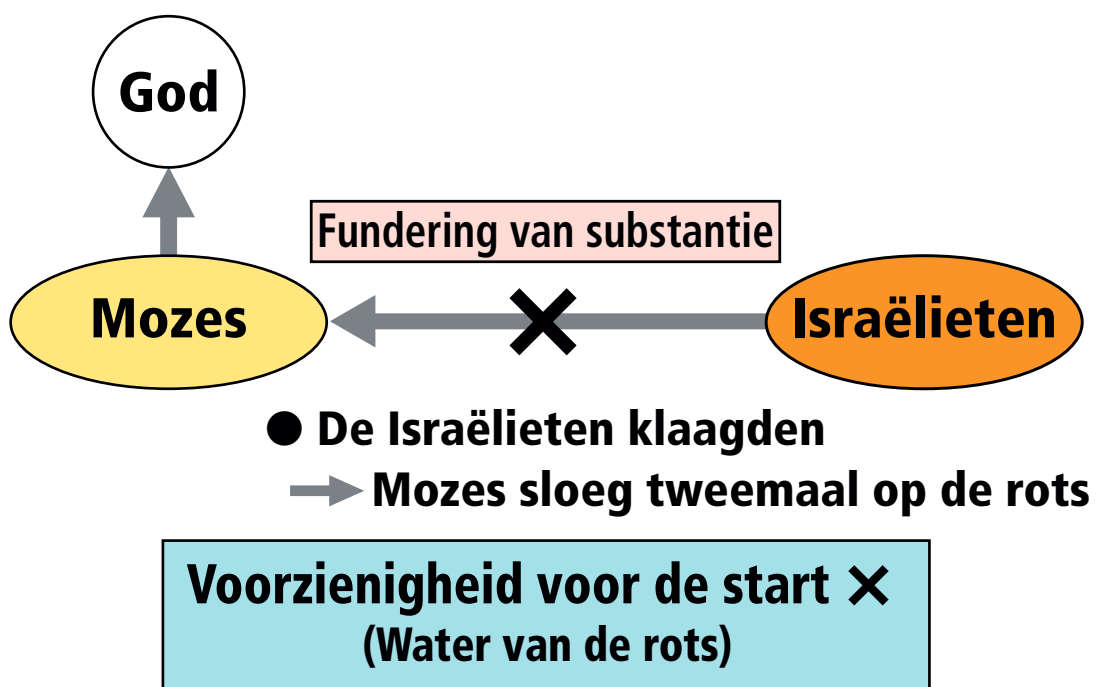 God
Fundering van substantie
Mozes
Israëlieten
● De Israëlieten klaagden
→ Mozes sloeg tweemaal op de rots
Voorzienigheid voor de start ✕
(Water van de rots)